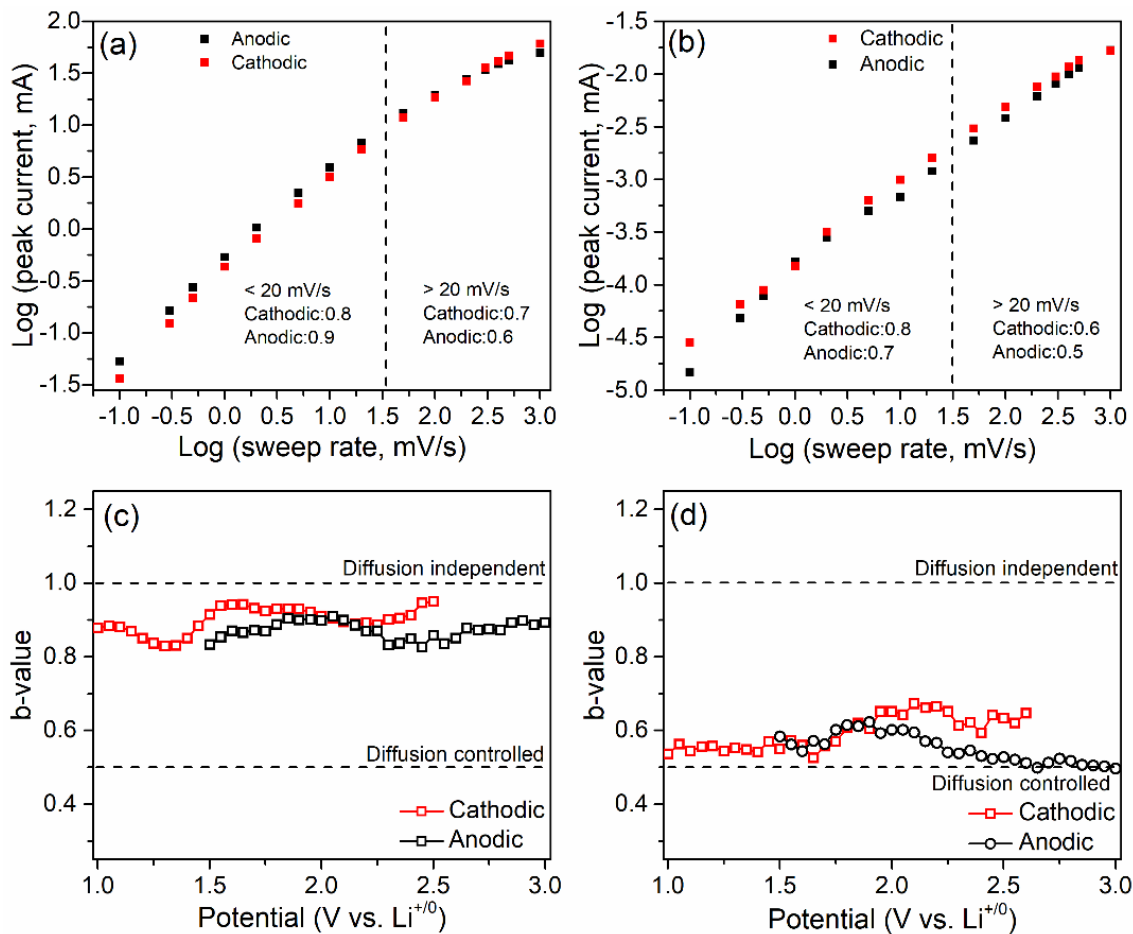 (a)
Anodic
Cathodic
2.0
1.5
1.0
0.5
0.0
-0.5
-1.0
-1.5
Log (peak current, mA)
< 20 mV/s
Cathodic:0.8
Anodic:0.9
> 20 mV/s
Cathodic:0.7
Anodic:0.6
-1.0 -0.5 0.0 0.5 1.0 1.5 2.0 2.5 3.0
Log (sweep rate, mV/s)
(b)
Cathodic
Anodic
-1.5
-2.0
-2.5
-3.0
-3.5
-4.0
-4.5
-5.0
Log (peak current, mA)
< 20 mV/s
Cathodic:0.8
Anodic:0.7
> 20 mV/s
Cathodic:0.6
Anodic:0.5
-1.0 -0.5 0.0 0.5 1.0 1.5 2.0 2.5 3.0
Log (sweep rate, mV/s)
(c)
1.2
1.0
0.8
0.6
0.4
b-value
Diffusion independent
Diffusion controlled
Cathodic
Anodic
1.0 1.5 2.0 2.5 3.0
Potential (V vs. Li⁺/⁰)
(d)
1.2
1.0
0.8
0.6
0.4
b-value
Diffusion independent
Diffusion controlled
Cathodic
Anodic
1.0 1.5 2.0 2.5 3.0
Potential (V vs. Li⁺/⁰)